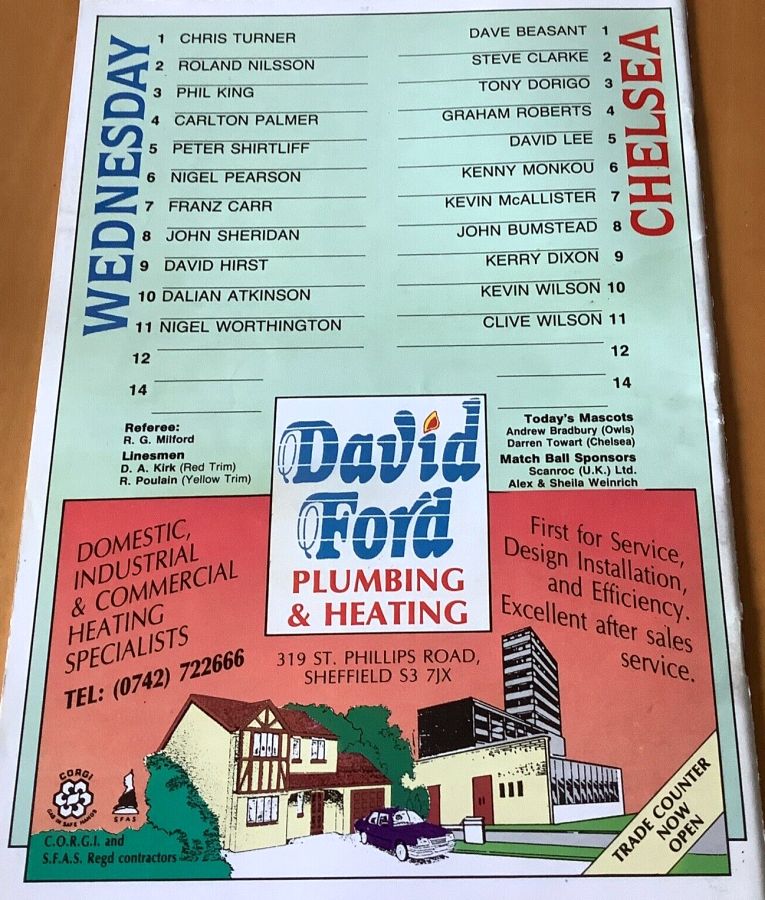 WEDNESDAY
1 CHRIS TURNER
2 ROLAND NILSSON
3 PHIL KING
4 CARLTON PALMER
5 PETER SHIRTLIFF
6 NIGEL PEARSON
7 FRANZ CARR
8 JOHN SHERIDAN
9 DAVID HIRST
10 DALIAN ATKINSON
11 NIGEL WORTHINGTON
12
14
CHELSEA
DAVE BEASANT 1
STEVE CLARKE 2
TONY DORIGO 3
GRAHAM ROBERTS 4
DAVID LEE 5
KENNY MONKOU 6
KEVIN McALLISTER 7
JOHN BUMSTEAD 8
KERRY DIXON 9
KEVIN WILSON 10
CLIVE WILSON 11
12
14
Referee:
R. G. Milford
Linesmen
D. A. Kirk (Red Trim)
R. Poulain (Yellow Trim)
Today's Mascots
Andrew Bradbury (Owls)
Darren Towart (Chelsea)
Match Ball Sponsors
Scanroc (U.K.) Ltd.
Alex & Sheila Weinrich
David
Ford
PLUMBING
& HEATING
DOMESTIC,
INDUSTRIAL
& COMMERCIAL
HEATING
SPECIALISTS
TEL: (0742) 722666
319 ST. PHILLIPS ROAD,
SHEFFIELD S3 7JX
First for Service,
Design Installation,
and Efficiency.
Excellent after sales
service.
CORGI
GAS IN SAFE HANDS
S.F.A.S
C.O.R.G.I. and
S.F.A.S. Regd contractors
TRADE COUNTER
NOW
OPEN